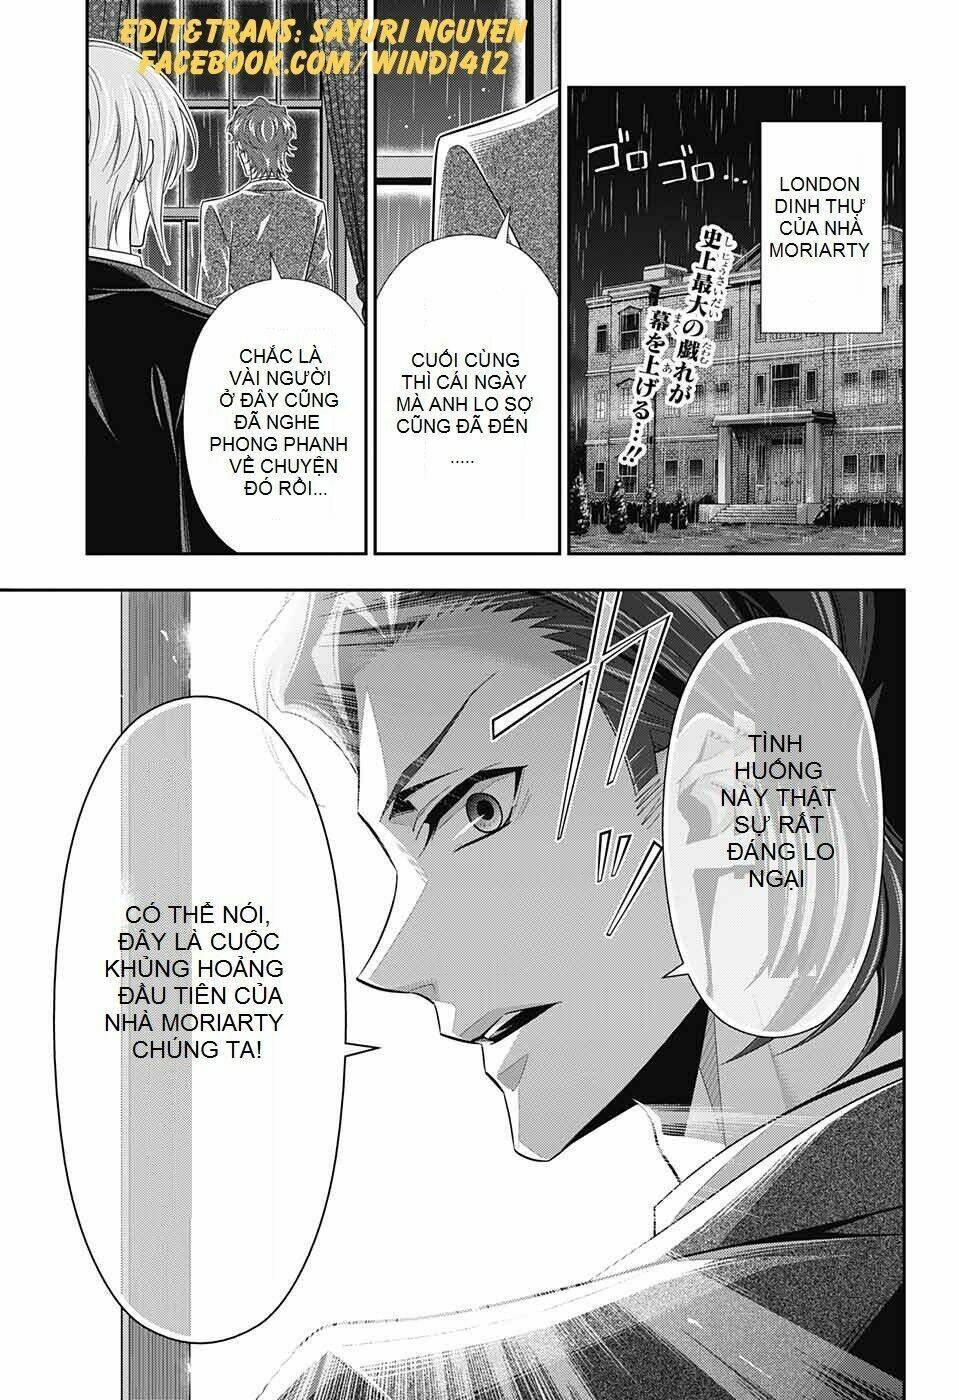 EDIT&TRANS: SAYURI NGUYEN
FACEBOOK.COM/WIND1412
LONDON
DINH THỰ
CỦA NHÀ
MORIARTY
ゴロゴロ…
史上最大の戯れが
幕を上げる…!!
CUỐI CÙNG
THÌ CÁI NGÀY
MÀ ANH LO SỢ
CŨNG ĐÃ ĐẾN
.....
CHẮC LÀ
VÀI NGƯỜI
Ở ĐÂY CŨNG
ĐÃ NGHE
PHONG PHANH
VỀ CHUYỆN
ĐÓ RỒI...
TÌNH
HUỐNG
NÀY THẬT
SỰ RẤT
ĐÁNG LO
NGẠI
CÓ THỂ NÓI,
ĐÂY LÀ CUỘC
KHỦNG HOẢNG
ĐẦU TIÊN CỦA
NHÀ MORIARTY
CHÚNG TA!